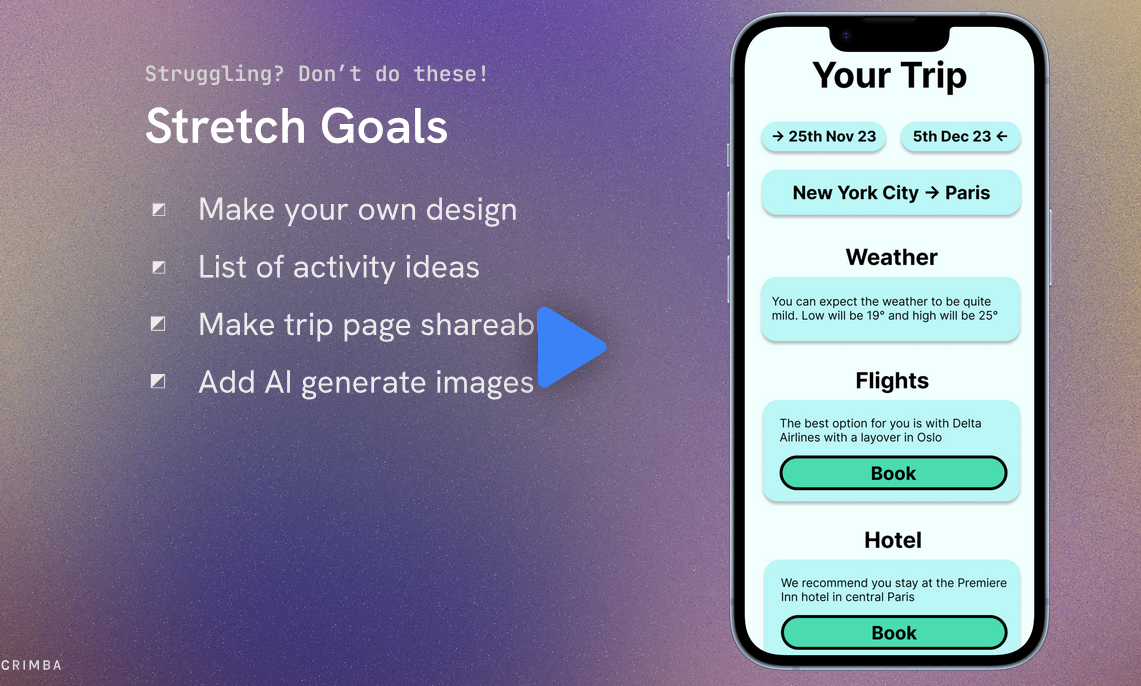 Struggling? Don't do these!
Stretch Goals
Make your own design
List of activity ideas
Make trip page shareab
Add AI generate images
CRIMBA
Your Trip
→ 25th Nov 23
5th Dec 23 ←
New York City → Paris
Weather
You can expect the weather to be quite
mild. Low will be 19° and high will be 25°
Flights
The best option for you is with Delta
Airlines with a layover in Oslo
Book
Hotel
We recommend you stay at the Premiere
Inn hotel in central Paris
Book